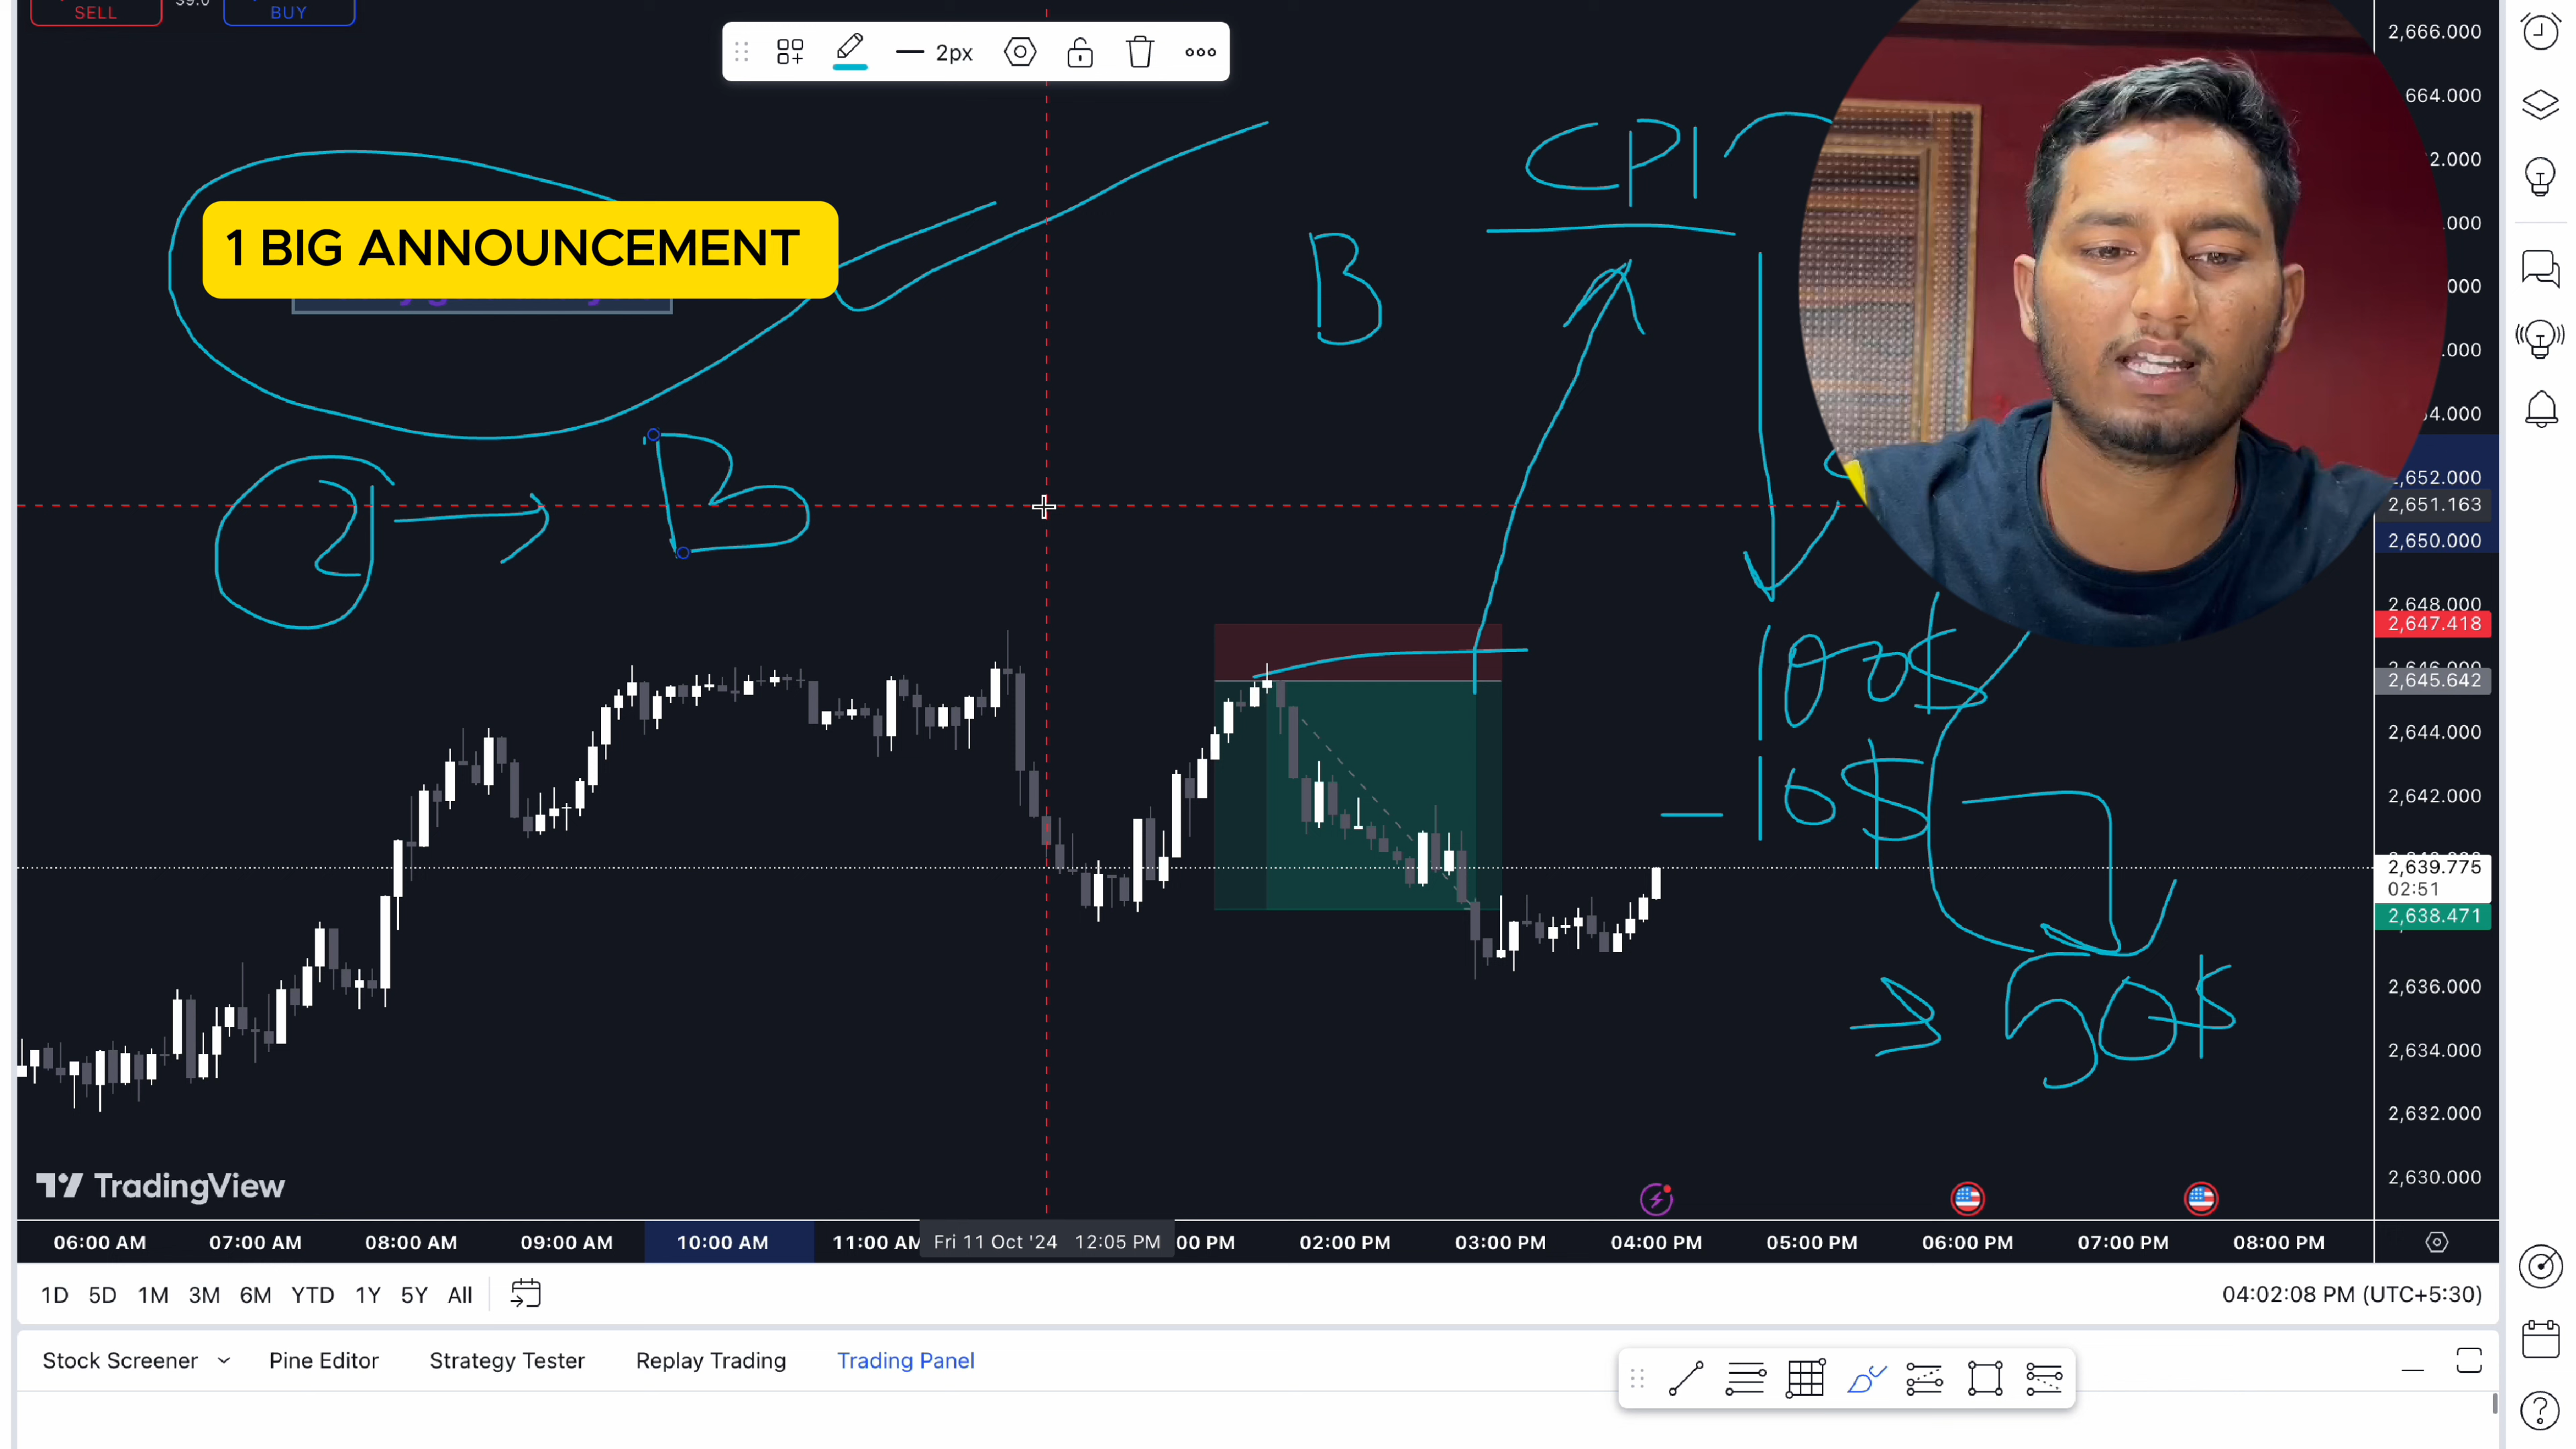 SELL
BUY
2px
1 BIG ANNOUNCEMENT
CPI
B
2 → B
100$
- 10$
50$
2,666.000
664.000
2.000
.000
000
.000
4.000
2,652.000
2,651.163
2,650.000
2,648.000
2,647.418
2,645.642
2,644.000
2,642.000
2,639.775
02:51
2,638.471
2,636.000
2,634.000
2,632.000
2,630.000
TradingView
06:00 AM 07:00 AM 08:00 AM 09:00 AM 10:00 AM 11:00 AM Fri 11 Oct '24 12:05 PM 00 PM 02:00 PM 03:00 PM 04:00 PM 05:00 PM 06:00 PM 07:00 PM 08:00 PM
1D 5D 1M 3M 6M YTD 1Y 5Y All 04:02:08 PM (UTC+5:30)
Stock Screener Pine Editor Strategy Tester Replay Trading Trading Panel